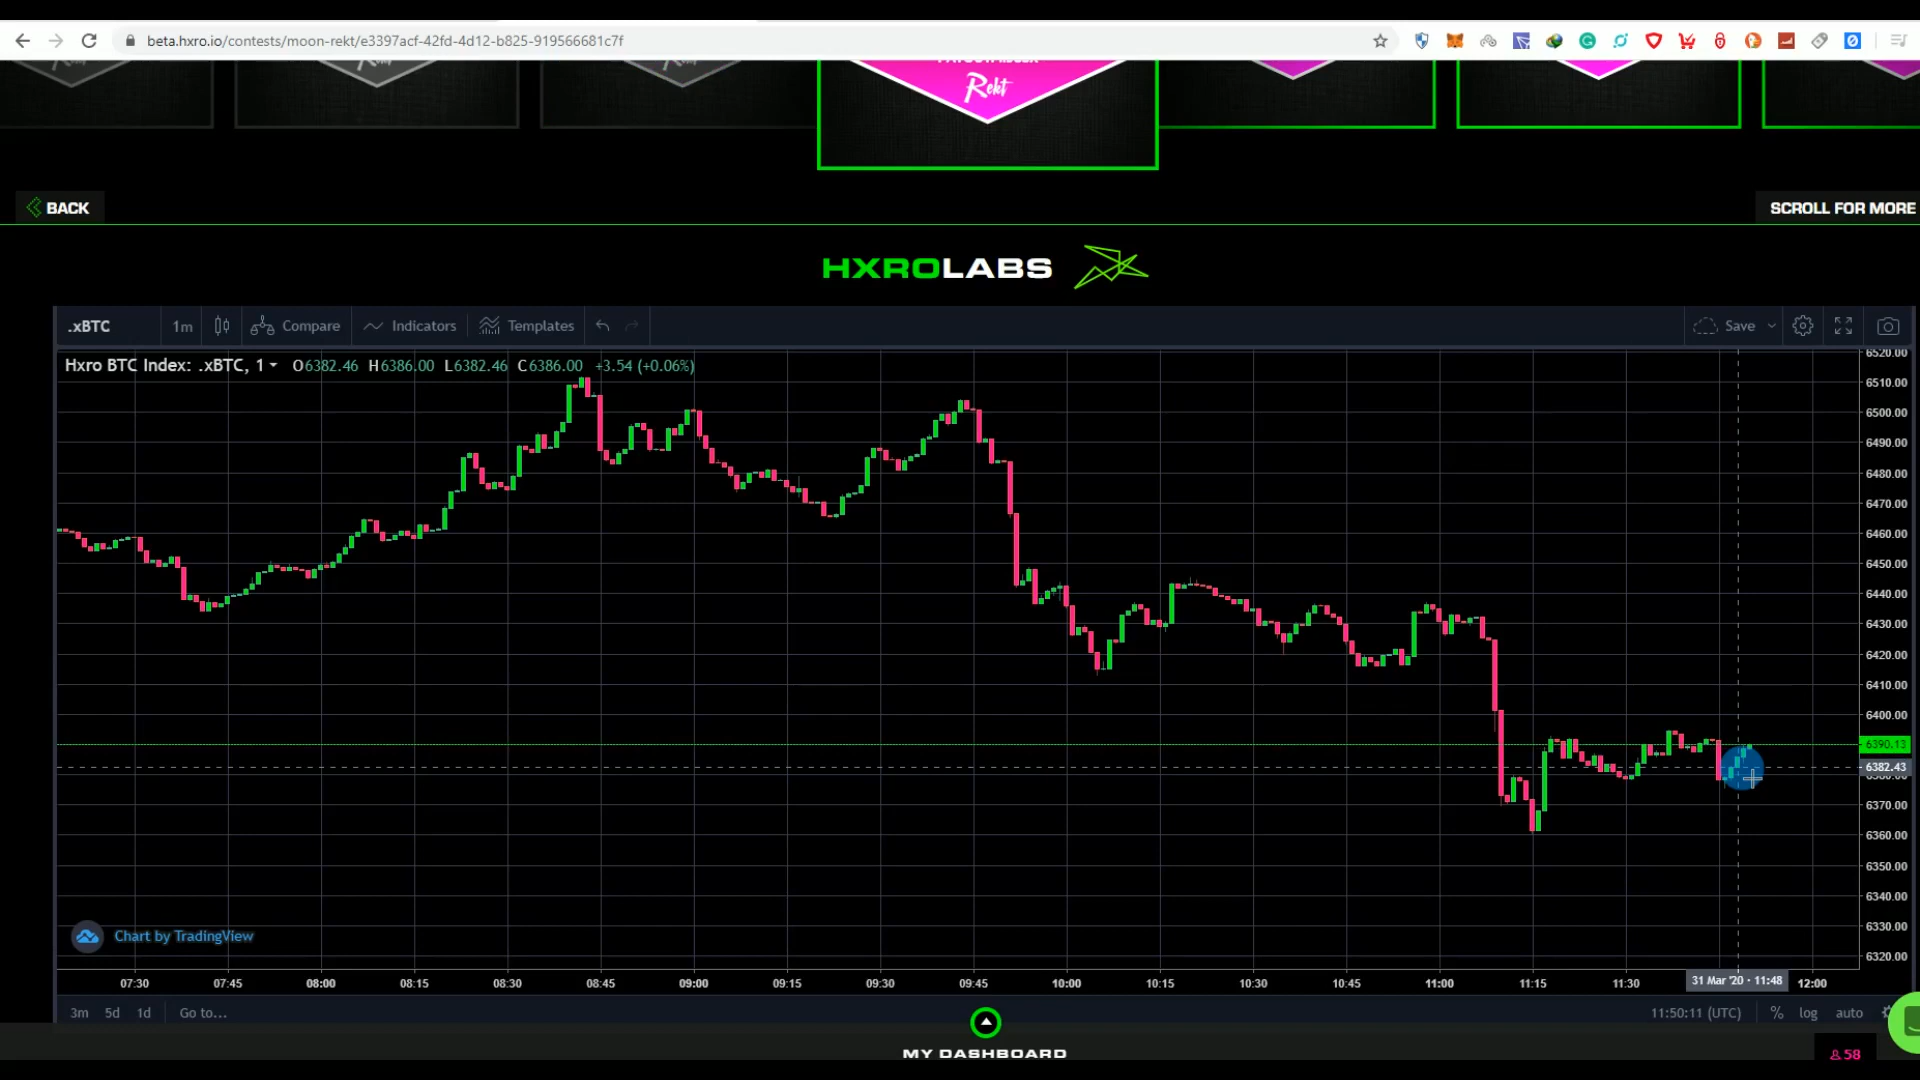 beta.hxro.io/contests/moon-rekt/e3397acf-42fd-4d12-b825-919566681c7f
Rekt
BACK
SCROLL FOR MORE
HXROLABS
.xBTC 1m Compare Indicators Templates Save
Hxro BTC Index: .xBTC, 1 O6382.46 H6386.00 L6382.46 C6386.00 +3.54 (+0.06%)
6520.00
6510.00
6500.00
6490.00
6480.00
6470.00
6460.00
6450.00
6440.00
6430.00
6420.00
6410.00
6400.00
6390.13
6382.43
6380.00
6370.00
6360.00
6350.00
6340.00
6330.00
6320.00
Chart by TradingView
07:30 07:45 08:00 08:15 08:30 08:45 09:00 09:15 09:30 09:45 10:00 10:15 10:30 10:45 11:00 11:15 11:30 31 Mar '20 - 11:48 12:00
3m 5d 1d Go to... 11:50:11 (UTC) % log auto
MY DASHBOARD
58